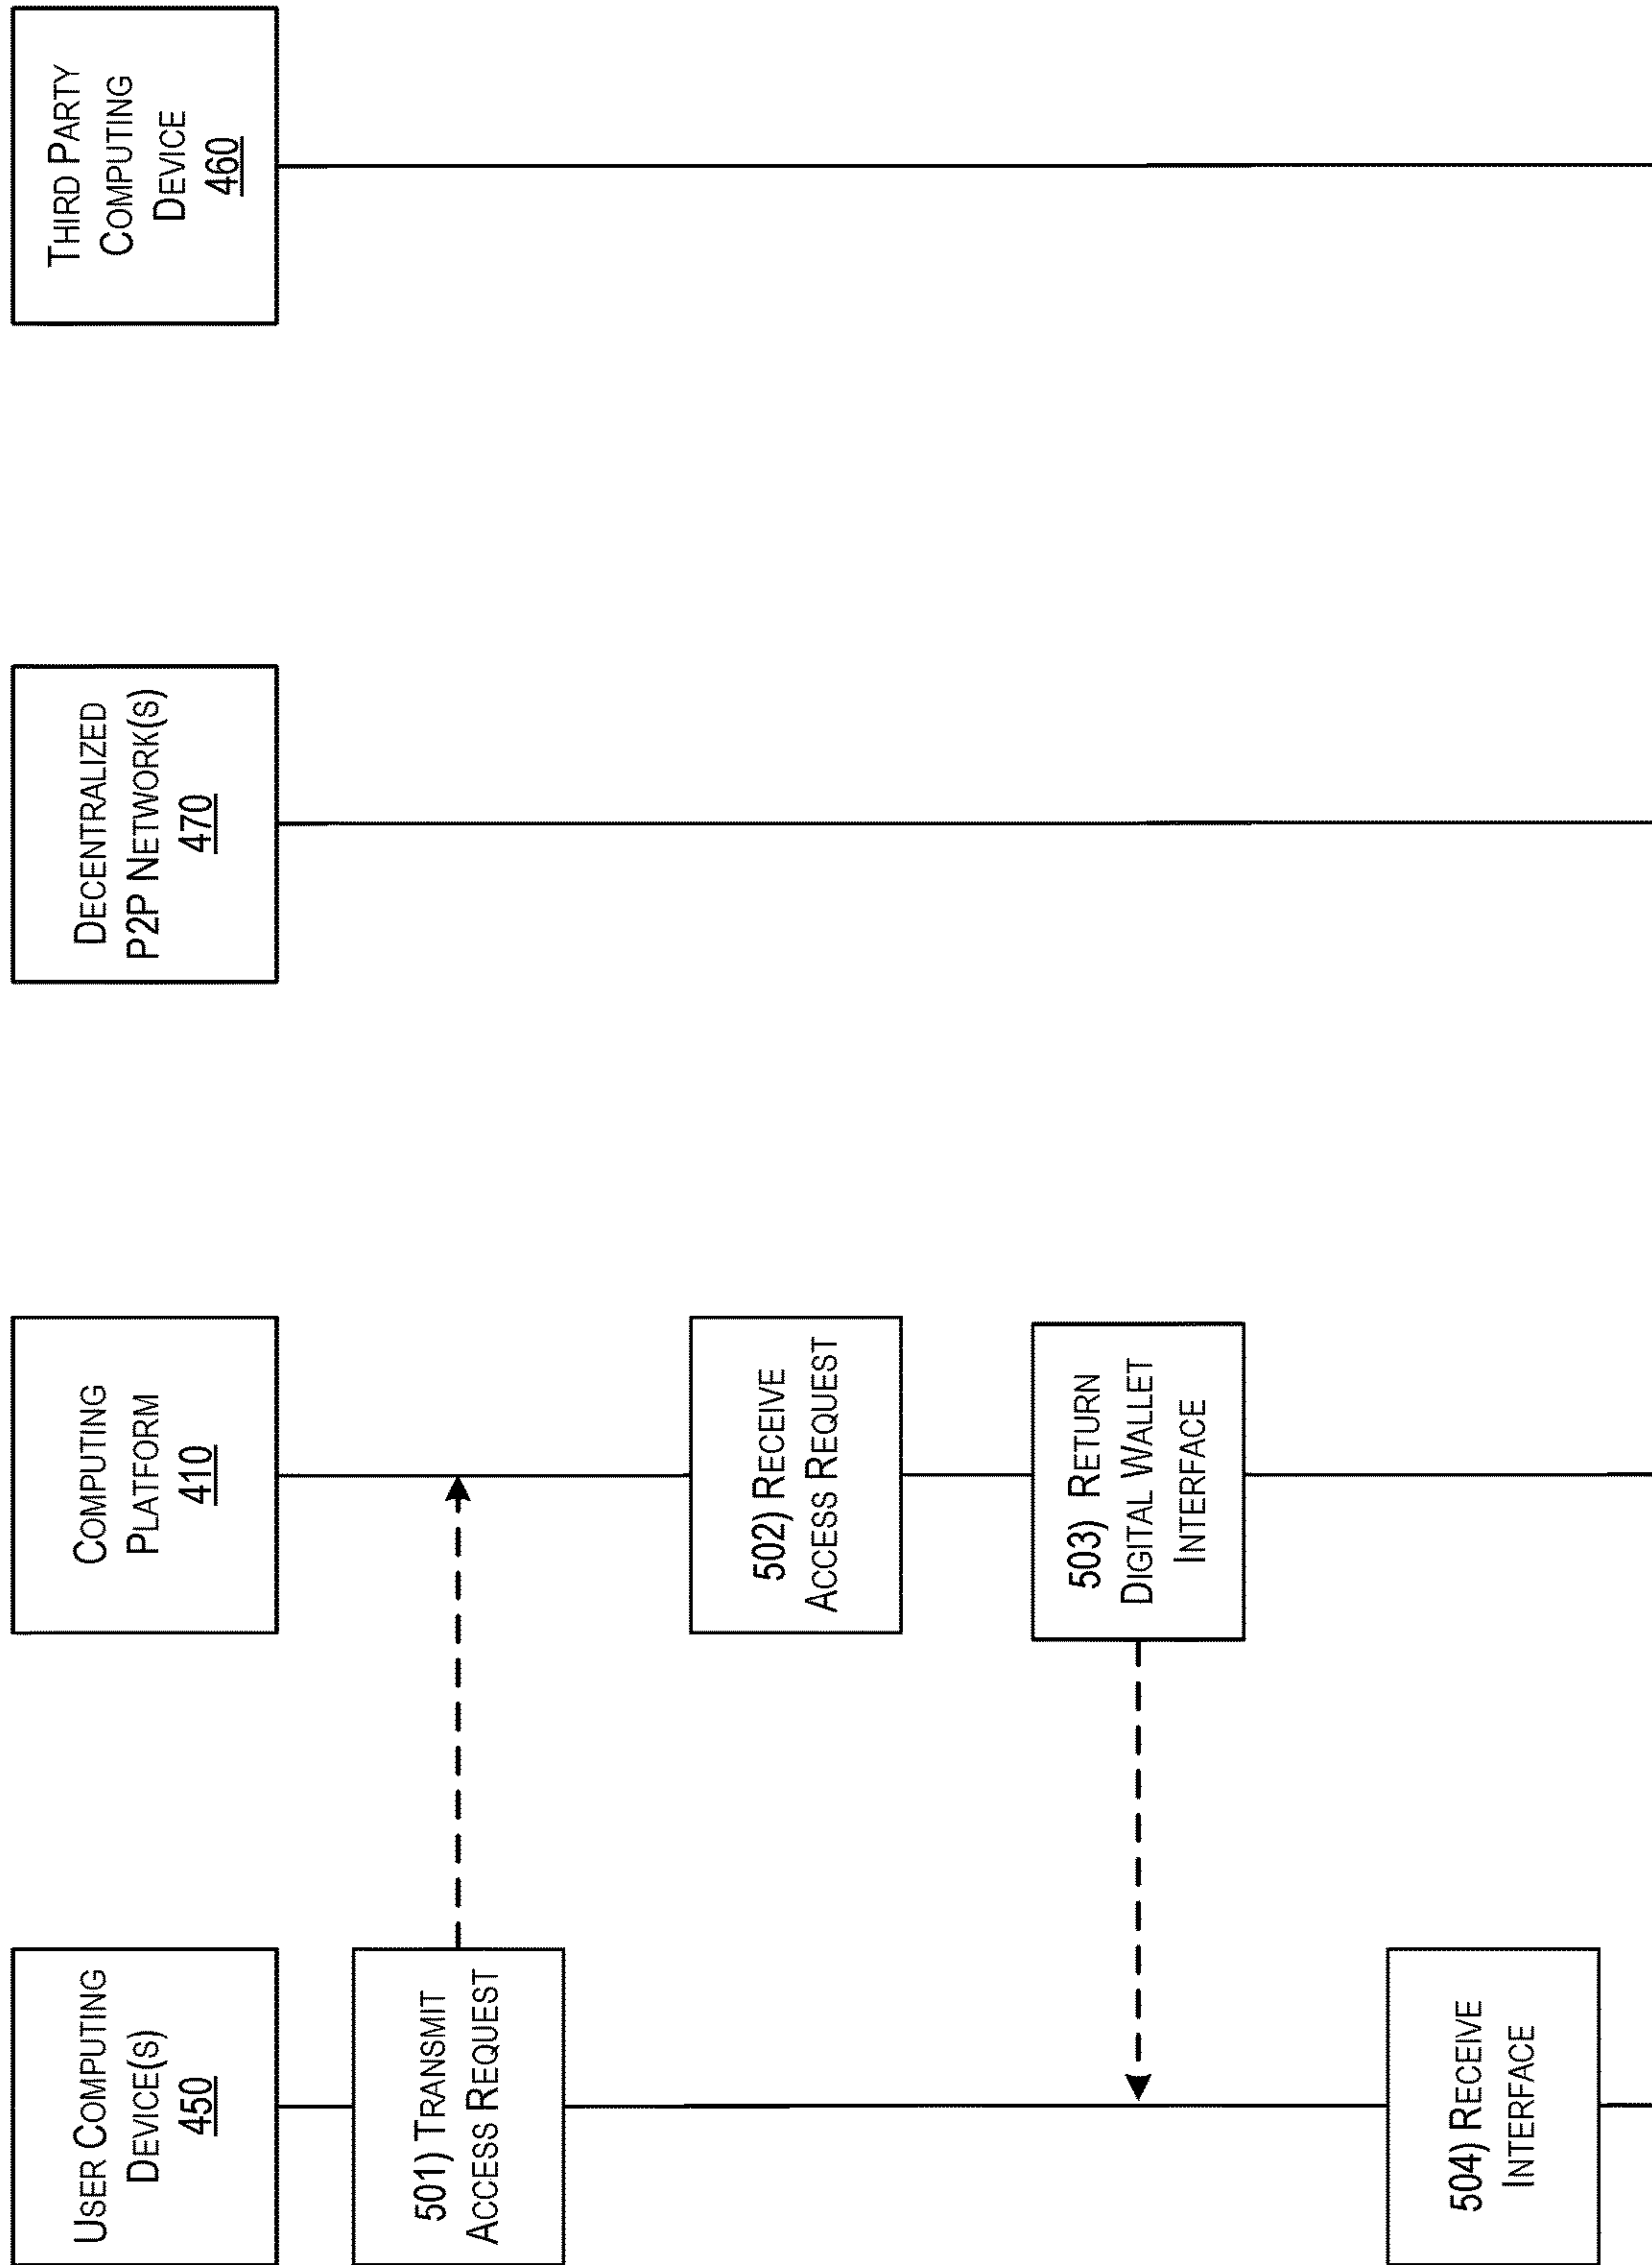 USER COMPUTING
DEVICE(S)
450
COMPUTING
PLATFORM
410
DECENTRALIZED
P2P NETWORK(S)
470
THIRD PARTY
COMPUTING
DEVICE
460
501) TRANSMIT
ACCESS REQUEST
502) RECEIVE
ACCESS REQUEST
503) RETURN
DIGITAL WALLET
INTERFACE
504) RECEIVE
INTERFACE